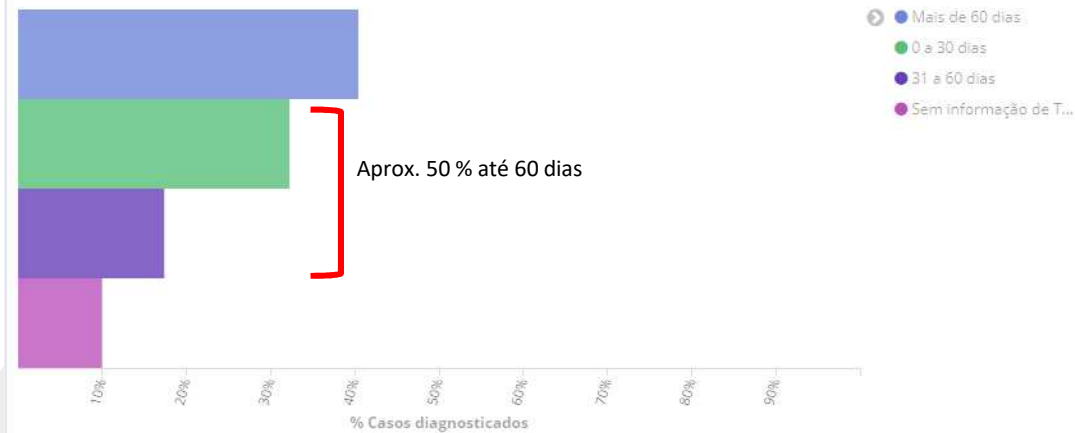 Mais de 60 dias
0 a 30 dias
31 a 60 dias
Sem informação de T...
Aprox. 50 % até 60 dias
10%
20%
30%
40%
50%
60%
70%
80%
90%
% Casos diagnosticados